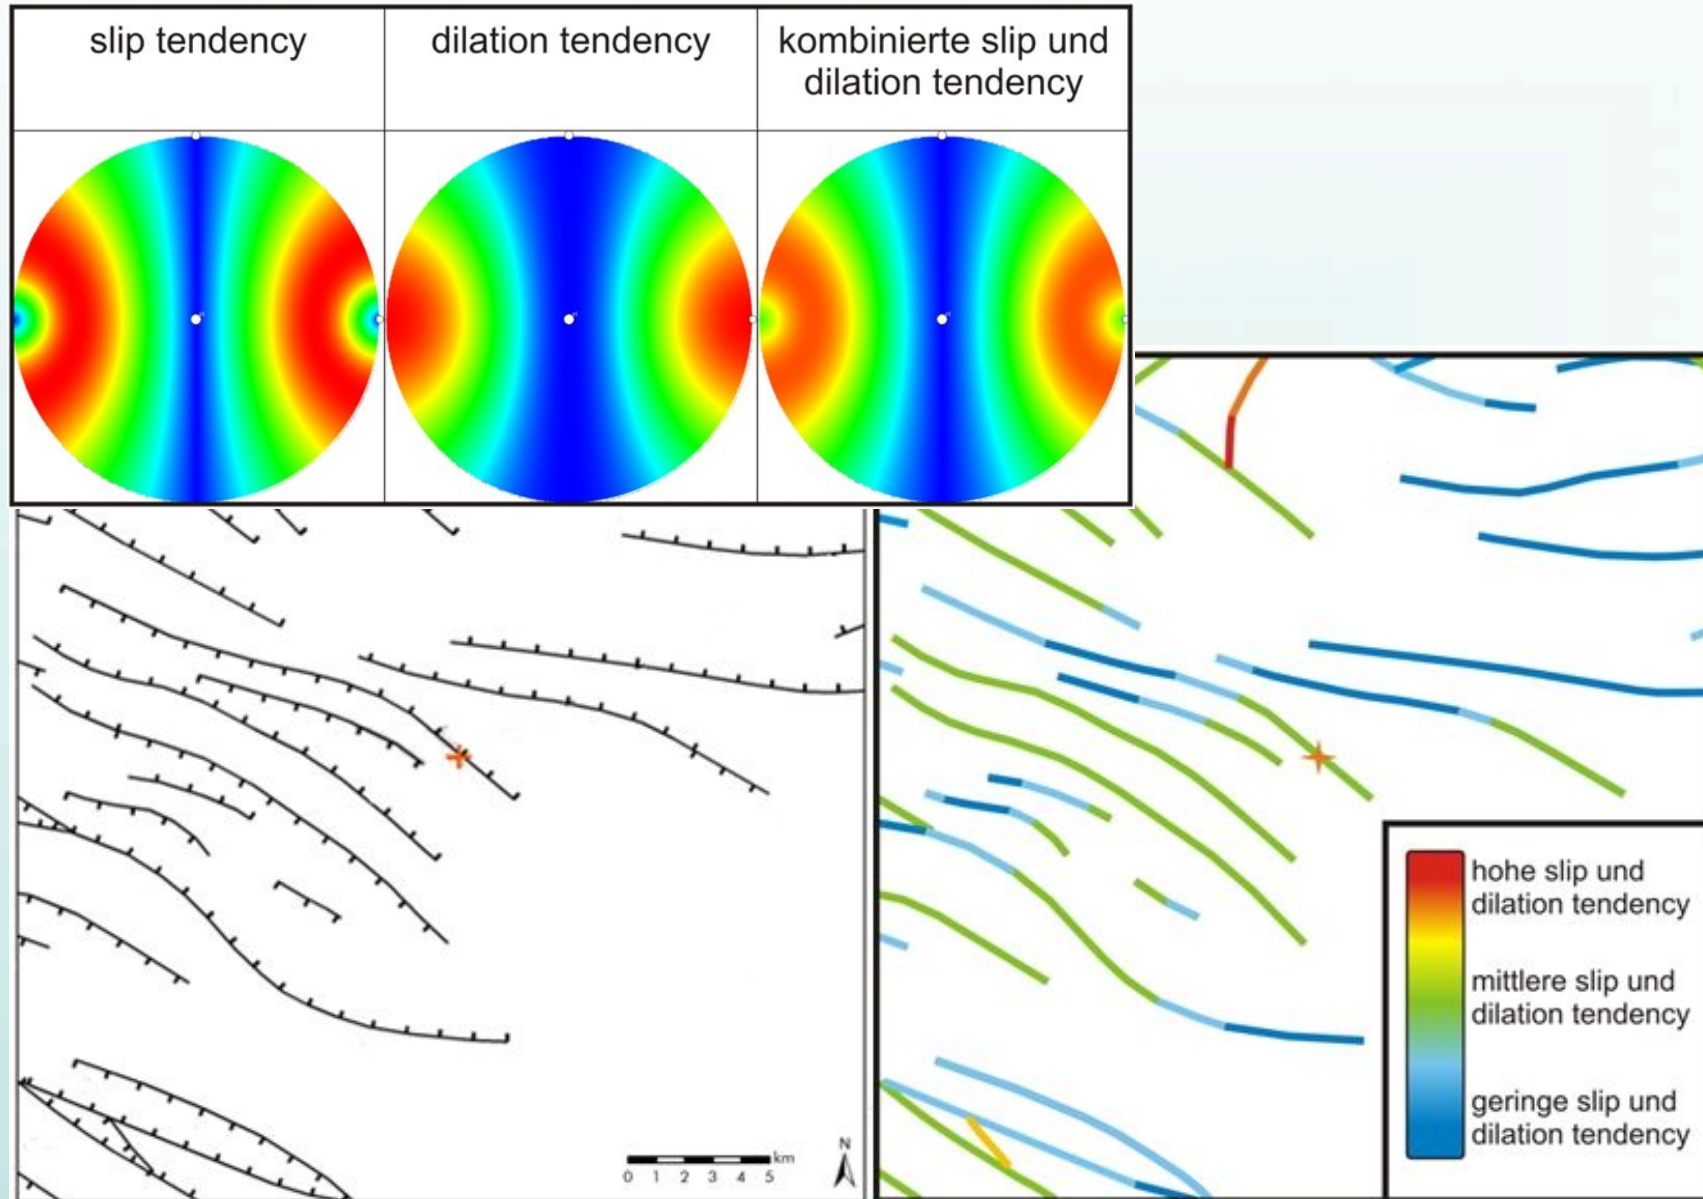 slip tendency
dilation tendency
kombinierte slip und
dilation tendency
hohe slip und
dilation tendency
mittlere slip und
dilation tendency
geringe slip und
dilation tendency
N
km
0 1 2 3 4 5